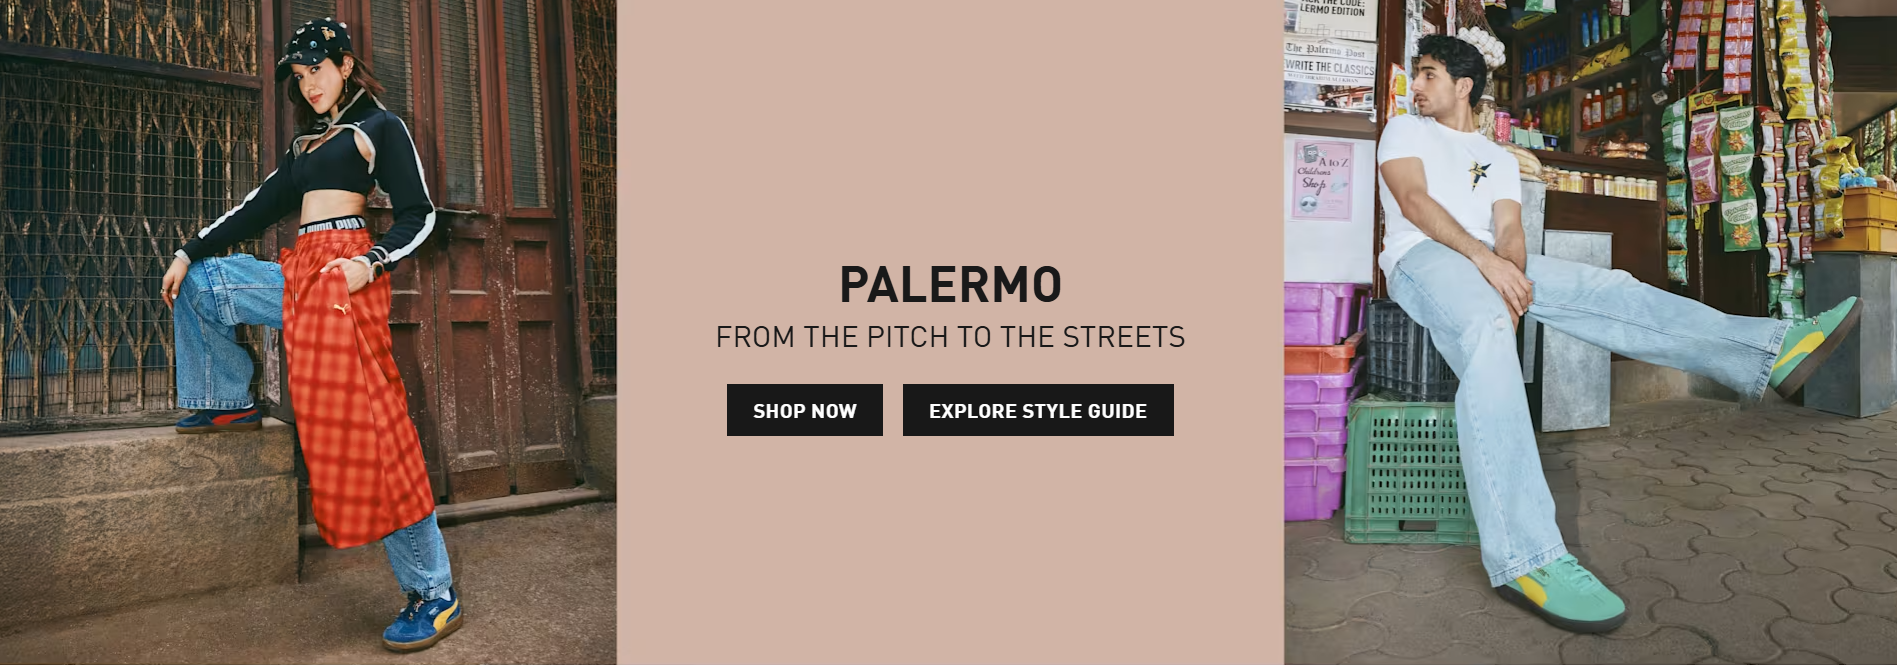 PALERMO
FROM THE PITCH TO THE STREETS
SHOP NOW
EXPLORE STYLE GUIDE
PUMA
THE CODE:
LERMO EDITION
The Palermo Post
WRITE THE CLASSICS
A to Z
Childrens'
Shop